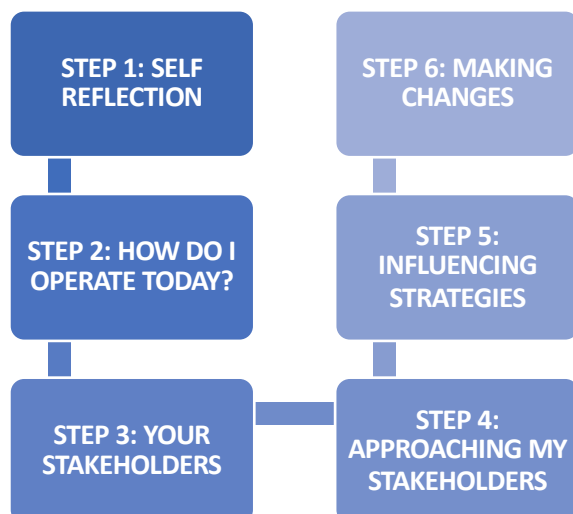 STEP 1: SELF
REFLECTION
STEP 2: HOW DO I
OPERATE TODAY?
STEP 3: YOUR
STAKEHOLDERS
STEP 4:
APPROACHING MY
STAKEHOLDERS
STEP 5:
INFLUENCING
STRATEGIES
STEP 6: MAKING
CHANGES